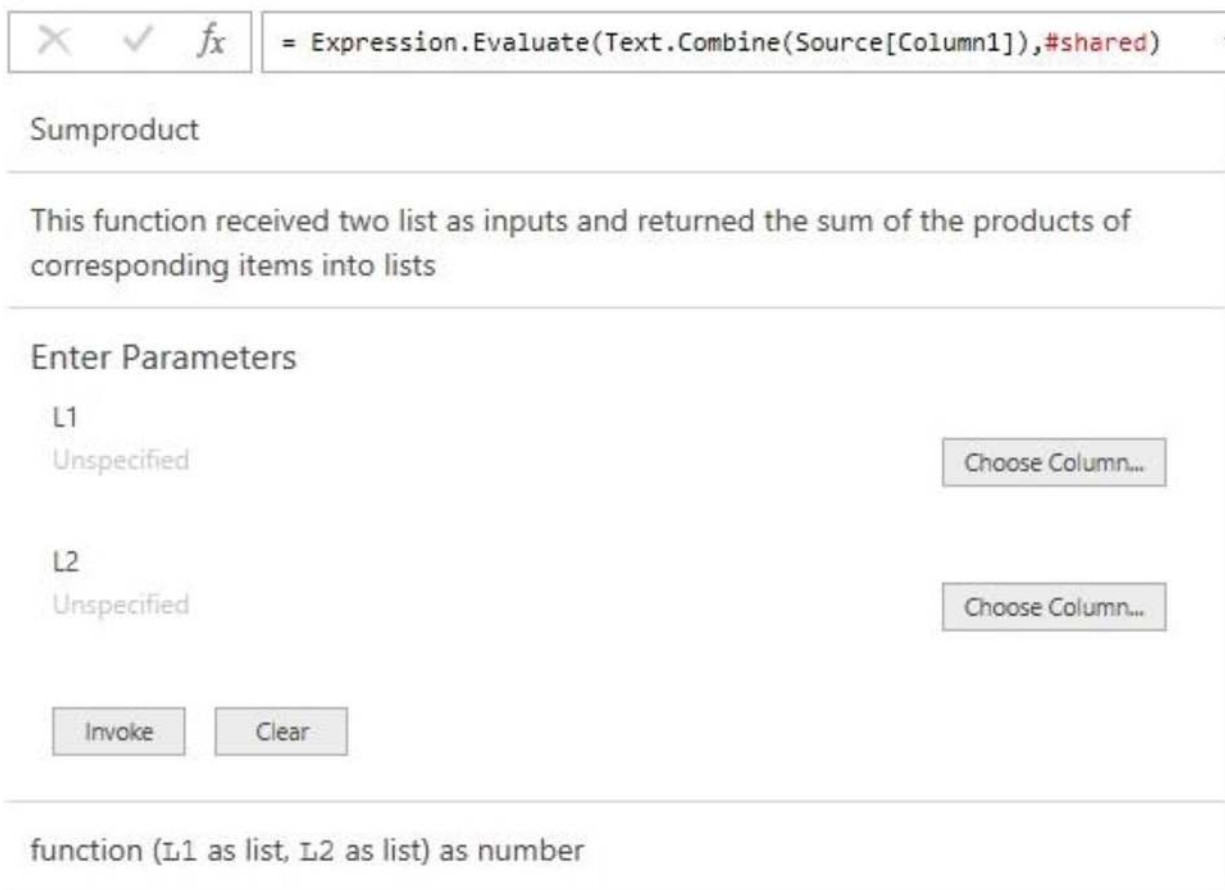 fx
= Expression.Evaluate(Text.Combine(Source[Column1]),#shared)
Sumproduct
This function received two list as inputs and returned the sum of the products of
corresponding items into lists
Enter Parameters
L1
Unspecified
Choose Column...
L2
Unspecified
Choose Column...
Invoke
Clear
function (L1 as list, L2 as list) as number